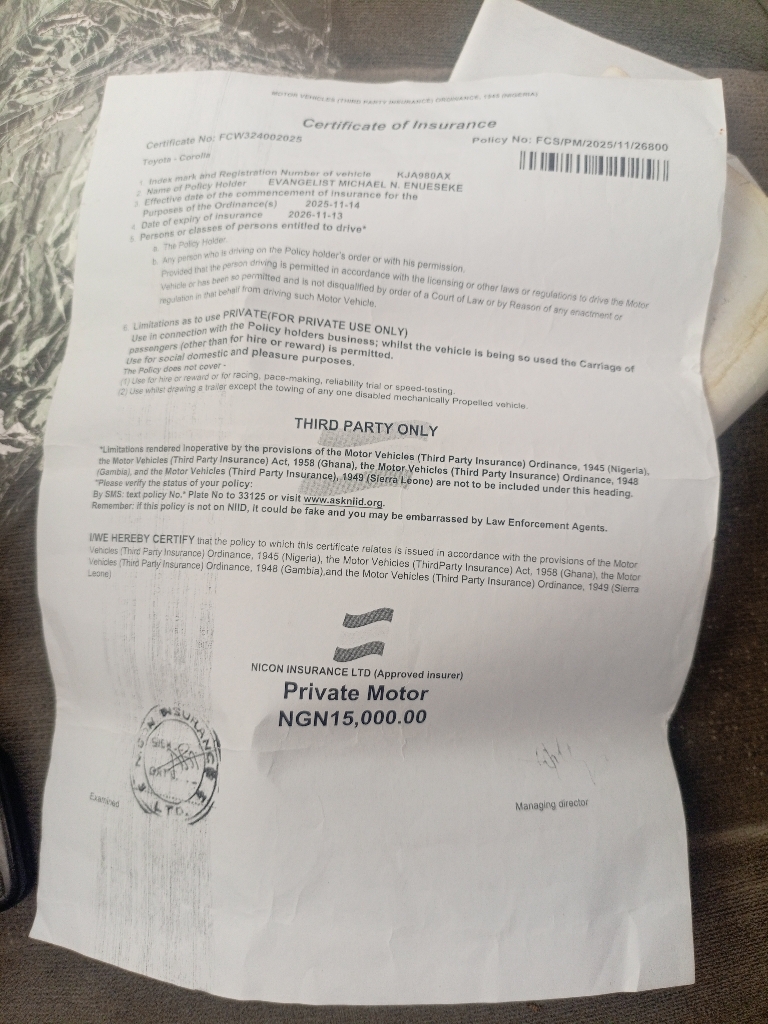 MOTOR VEHICLES (THIRD PARTY INSURANCE) ORDINANCE, 1945 (NIGERIA)
Certificate of Insurance
Certificate No: FCW324002025
Policy No: FCS/PM/2025/11/26800
Toyota - Corolla
1. Index mark and Registration Number of vehicle KJA980AX
2. Name of Policy Holder EVANGELIST MICHAEL N. ENUESEKE
3. Effective date of the commencement of insurance for the
Purposes of the Ordinance(s) 2025-11-14
4. Date of expiry of insurance 2026-11-13
5. Persons or classes of persons entitled to drive*
a. The Policy Holder.
b. Any person who is driving on the Policy holder's order or with his permission.
Provided that the person driving is permitted in accordance with the licensing or other laws or regulations to drive the Motor
Vehicle or has been so permitted and is not disqualified by order of a Court of Law or by Reason of any enactment or
regulation in that behalf from driving such Motor Vehicle.
6. Limitations as to use PRIVATE(FOR PRIVATE USE ONLY)
Use in connection with the Policy holders business; whilst the vehicle is being so used the Carriage of
passengers (other than for hire or reward) is permitted.
Use for social domestic and pleasure purposes.
The Policy does not cover -
(1) Use for hire or reward or for racing, pace-making, reliability trial or speed-testing.
(2) Use whilst drawing a trailer except the towing of any one disabled mechanically Propelled vehicle.
THIRD PARTY ONLY
*Limitations rendered inoperative by the provisions of the Motor Vehicles (Third Party Insurance) Ordinance, 1945 (Nigeria),
the Motor Vehicles (Third Party Insurance) Act, 1958 (Ghana), the Motor Vehicles (Third Party Insurance) Ordinance, 1948
(Gambia), and the Motor Vehicles (Third Party Insurance), 1949 (Sierra Leone) are not to be included under this heading.
*Please verify the status of your policy:
By SMS: text policy No.* Plate No to 33125 or visit www.askniid.org.
Remember: if this policy is not on NIID, it could be fake and you may be embarrassed by Law Enforcement Agents.
I/WE HEREBY CERTIFY that the policy to which this certificate relates is issued in accordance with the provisions of the Motor
Vehicles (Third Party Insurance) Ordinance, 1945 (Nigeria), the Motor Vehicles (ThirdParty Insurance) Act, 1958 (Ghana), the Motor
Vehicles (Third Party Insurance) Ordinance, 1948 (Gambia),and the Motor Vehicles (Third Party Insurance) Ordinance, 1949 (Sierra
Leone)
NICON INSURANCE LTD (Approved insurer)
Private Motor
NGN15,000.00
NICON INSURANCE
LTD.
Examined
Managing director